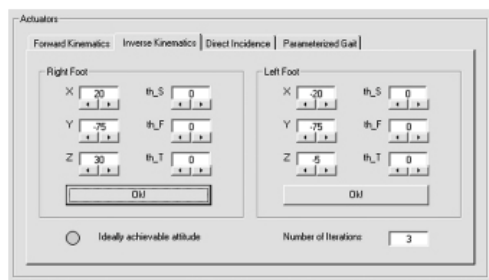 Actuators
Forward Kinematics Inverse Kinematics Direct Incidence Parameterized Gait
Right Foot
X 20 th_S 0
Y -75 th_F 0
Z 30 th_T 0
Ok!
Left Foot
X -20 th_S 0
Y -75 th_F 0
Z -5 th_T 0
Ok!
Ideally achievable attitude
Number of Iterations 3